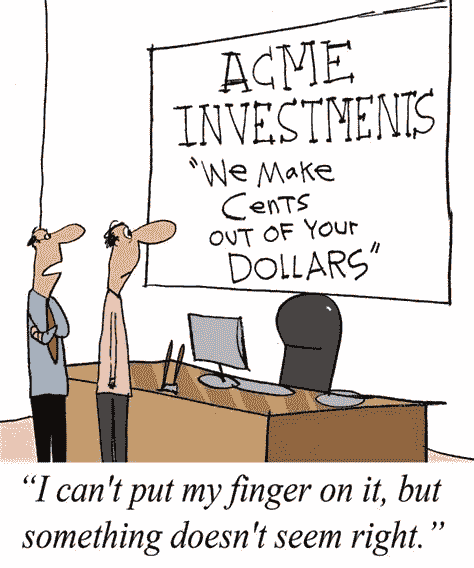 ACME
INVESTMENTS
"We Make
Cents
OUT OF Your
DOLLARS"
“I can't put my finger on it, but
something doesn't seem right.”